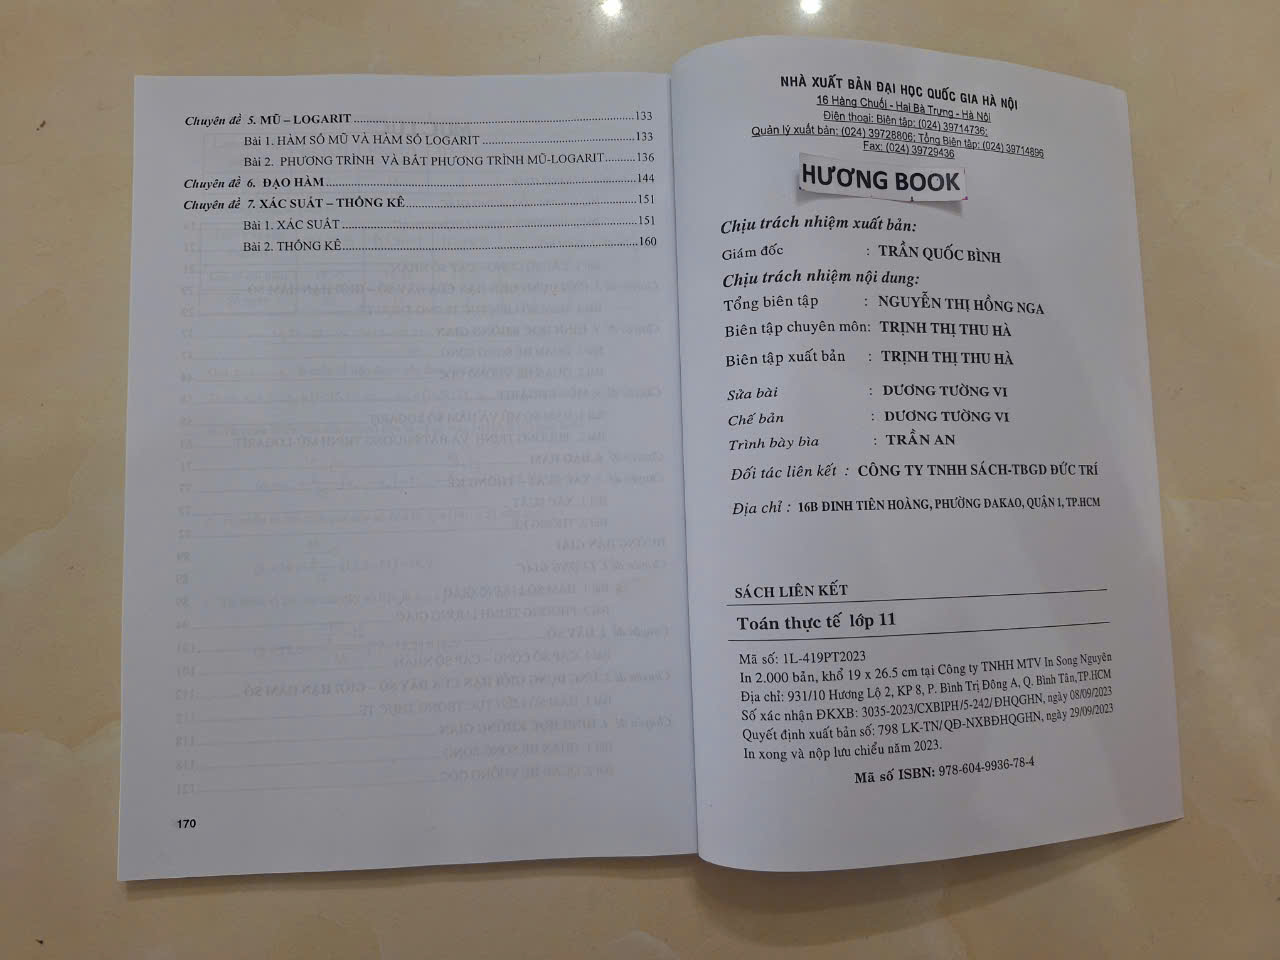 Chuyên đề 5. MŨ – LOGARIT ..... 133
Bài 1. HÀM SỐ MŨ VÀ HÀM SỐ LOGARIT ..... 133
Bài 2. PHƯƠNG TRÌNH VÀ BẤT PHƯƠNG TRÌNH MŨ-LOGARIT ..... 136
Chuyên đề 6. ĐẠO HÀM ..... 144
Chuyên đề 7. XÁC SUẤT – THỐNG KÊ ..... 151
Bài 1. XÁC SUẤT ..... 151
Bài 2. THỐNG KÊ ..... 160
170
NHÀ XUẤT BẢN ĐẠI HỌC QUỐC GIA HÀ NỘI
16 Hàng Chuối - Hai Bà Trưng - Hà Nội
Điện thoại: Biên tập: (024) 39714736;
Quản lý xuất bản: (024) 39728806; Tổng Biên tập: (024) 39714896
Fax: (024) 39729436
HƯƠNG BOOK
Chịu trách nhiệm xuất bản:
Giám đốc : TRẦN QUỐC BÌNH
Chịu trách nhiệm nội dung:
Tổng biên tập : NGUYỄN THỊ HỒNG NGA
Biên tập chuyên môn: TRỊNH THỊ THU HÀ
Biên tập xuất bản : TRỊNH THỊ THU HÀ
Sửa bài : DƯƠNG TƯỜNG VI
Chế bản : DƯƠNG TƯỜNG VI
Trình bày bìa : TRẦN AN
Đối tác liên kết : CÔNG TY TNHH SÁCH-TBGD ĐỨC TRÍ
Địa chỉ : 16B ĐINH TIÊN HOÀNG, PHƯỜNG ĐAKAO, QUẬN 1, TP.HCM
SÁCH LIÊN KẾT
Toán thực tế lớp 11
Mã số: 1L-419PT2023
In 2.000 bản, khổ 19 x 26.5 cm tại Công ty TNHH MTV In Song Nguyên
Địa chỉ: 931/10 Hương Lộ 2, KP 8, P. Bình Trị Đông A, Q. Bình Tân,TP.HCM
Số xác nhận ĐKXB: 3035-2023/CXBIPH/5-242/ĐHQGHN, ngày 08/09/2023
Quyết định xuất bản số: 798 LK-TN/QĐ-NXBĐHQGHN, ngày 29/09/2023
In xong và nộp lưu chiểu năm 2023.
Mã số ISBN: 978-604-9936-78-4